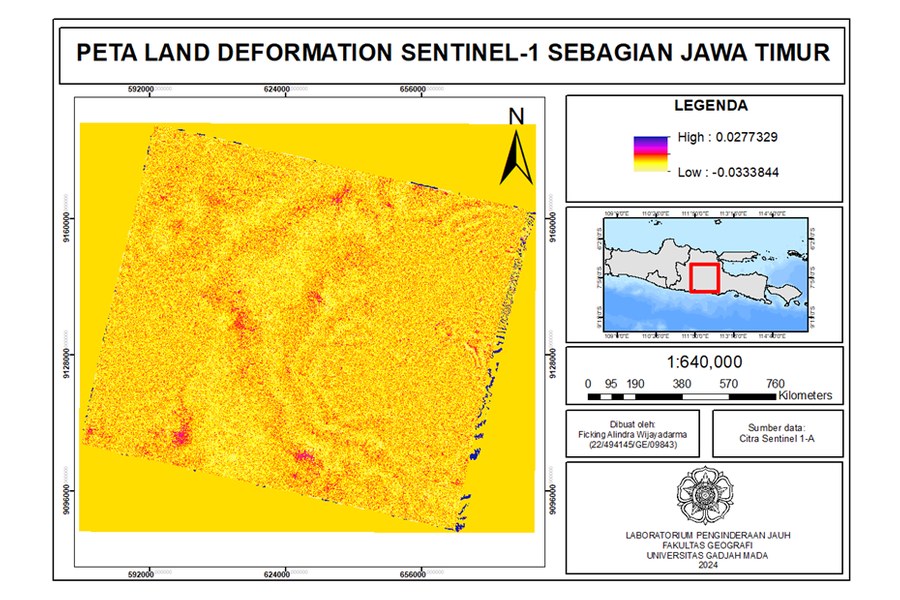 PETA LAND DEFORMATION SENTINEL-1 SEBAGIAN JAWA TIMUR
592000
624000
656000
N
9160000
9128000
9096000
9160000
9128000
9096000
592000
624000
656000
LEGENDA
High : 0.0277329
Low : -0.0333844
1:640,000
0 95 190 380 570 760
Kilometers
Dibuat oleh:
Ficking Alindra Wijayadarma
(22/494145/GE/09843)
Sumber data:
Citra Sentinel 1-A
LABORATORIUM PENGINDERAAN JAUH
FAKULTAS GEOGRAFI
UNIVERSITAS GADJAH MADA
2024